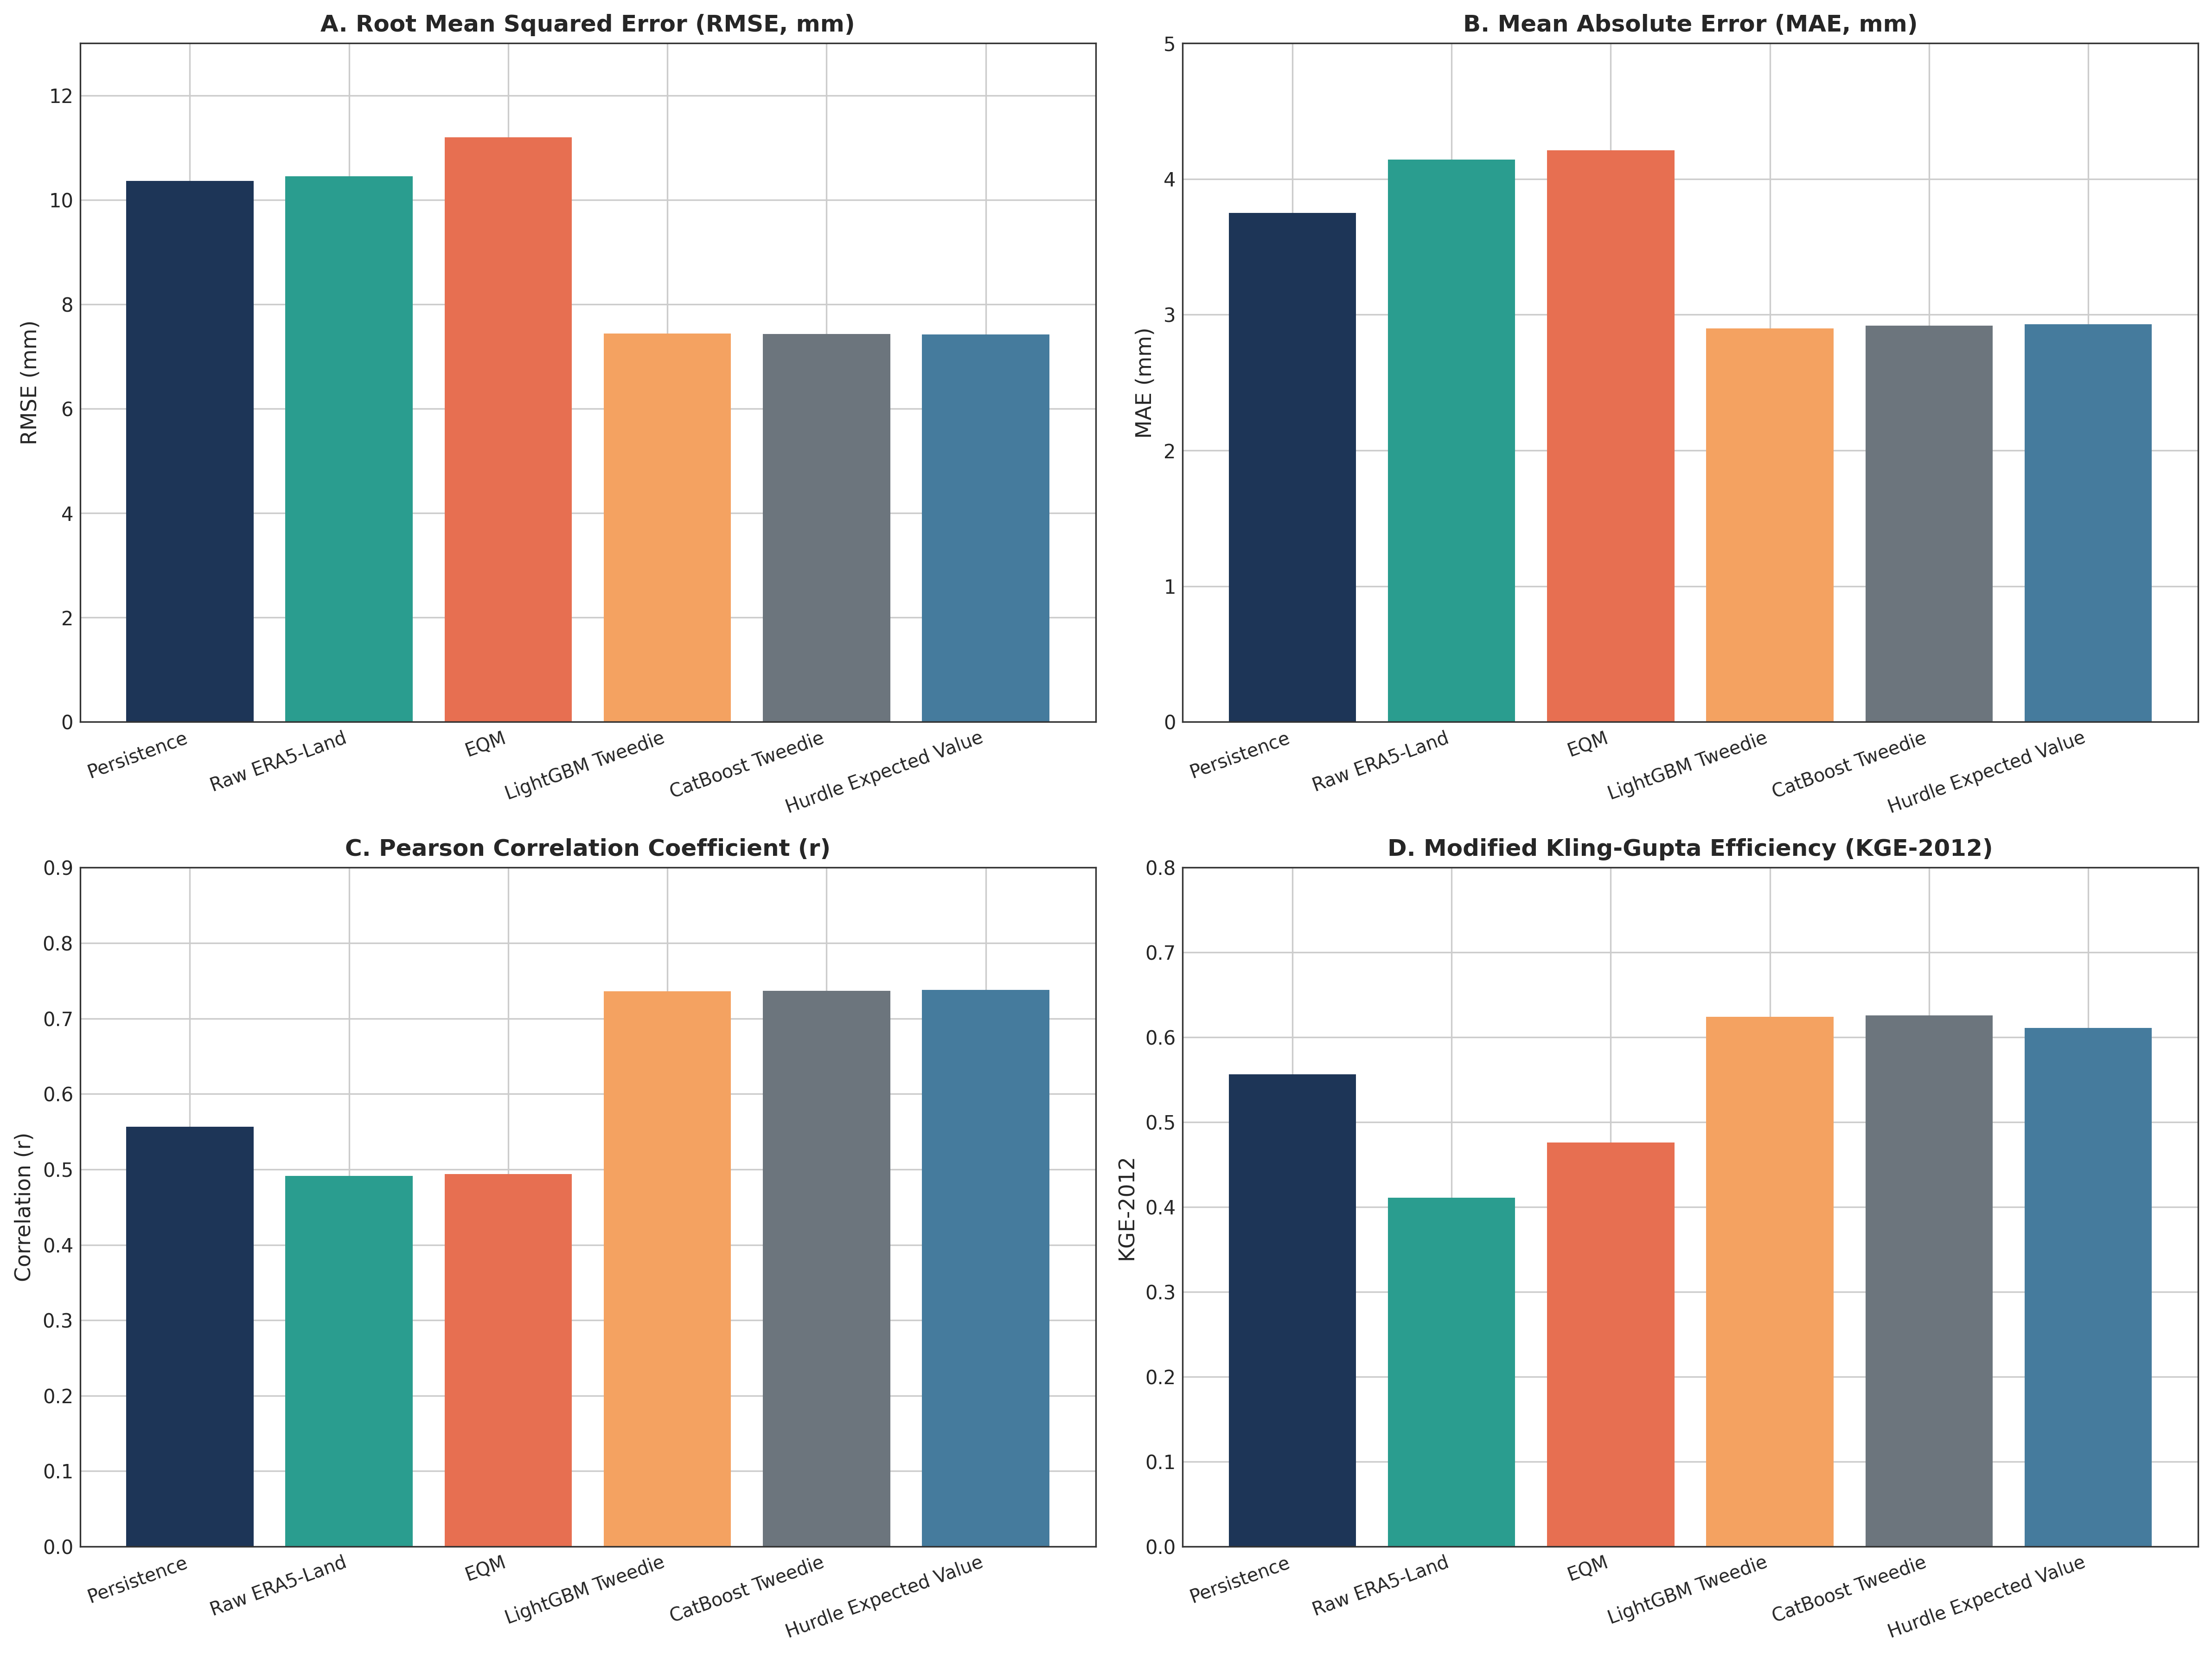 A. Root Mean Squared Error (RMSE, mm)
RMSE (mm)
12
10
8
6
4
2
0
Persistence
Raw ERA5-Land
EQM
LightGBM Tweedie
CatBoost Tweedie
Hurdle Expected Value
B. Mean Absolute Error (MAE, mm)
MAE (mm)
5
4
3
2
1
0
Persistence
Raw ERA5-Land
EQM
LightGBM Tweedie
CatBoost Tweedie
Hurdle Expected Value
C. Pearson Correlation Coefficient (r)
Correlation (r)
0.9
0.8
0.7
0.6
0.5
0.4
0.3
0.2
0.1
0.0
Persistence
Raw ERA5-Land
EQM
LightGBM Tweedie
CatBoost Tweedie
Hurdle Expected Value
D. Modified Kling-Gupta Efficiency (KGE-2012)
KGE-2012
0.8
0.7
0.6
0.5
0.4
0.3
0.2
0.1
0.0
Persistence
Raw ERA5-Land
EQM
LightGBM Tweedie
CatBoost Tweedie
Hurdle Expected Value